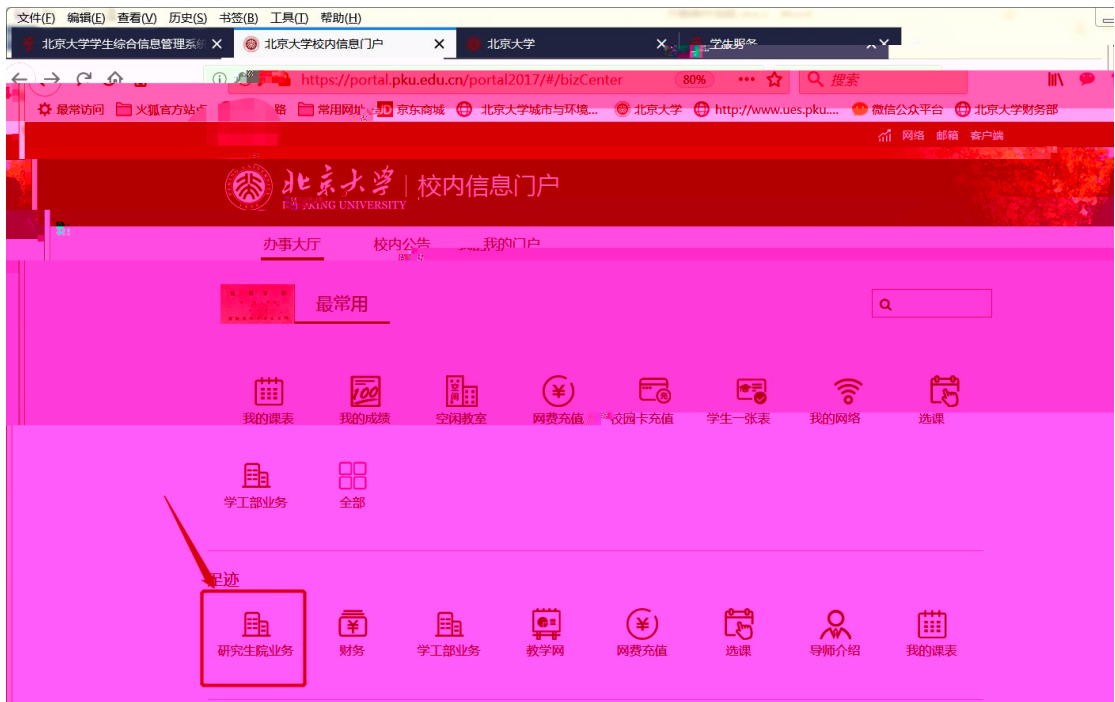 文件(F) 编辑(E) 查看(V) 历史(S) 书签(B) 工具(T) 帮助(H)
北京大学学生综合信息管理系统 北京大学校内信息门户 北京大学
https://portal.pku.edu.cn/portal2017/#/bizCenter 80% 搜索
最常访问 火狐官方站点 常用网址 京东商城 北京大学城市与环境... 北京大学 http://www.ues.pku.... 微信公众平台 北京大学财务部
网络 邮箱 客户端
北京大学 校内信息门户
PEKING UNIVERSITY
办事大厅 校内公告 我的门户
最常用
我的课表 我的成绩 空闲教室 网费充值 校园卡充值 学生一张表 我的网络 选课
学工部业务 全部
足迹
研究生院业务 财务 学工部业务 教学网 网费充值 选课 导师介绍 我的课表